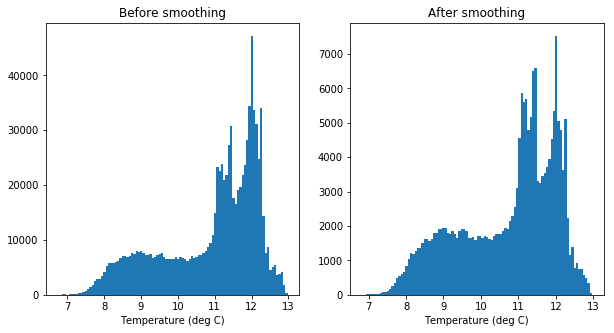 Before smoothing
After smoothing
40000
30000
20000
10000
0
7 8 9 10 11 12 13
Temperature (deg C)
7000
6000
5000
4000
3000
2000
1000
0
7 8 9 10 11 12 13
Temperature (deg C)